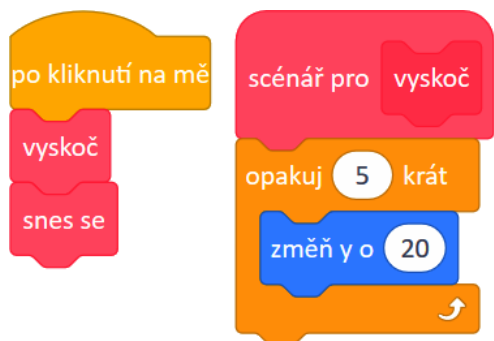 po kliknutí na mě
vyskoč
snes se
scénář pro vyskoč
opakuj 5 krát
změň y o 20